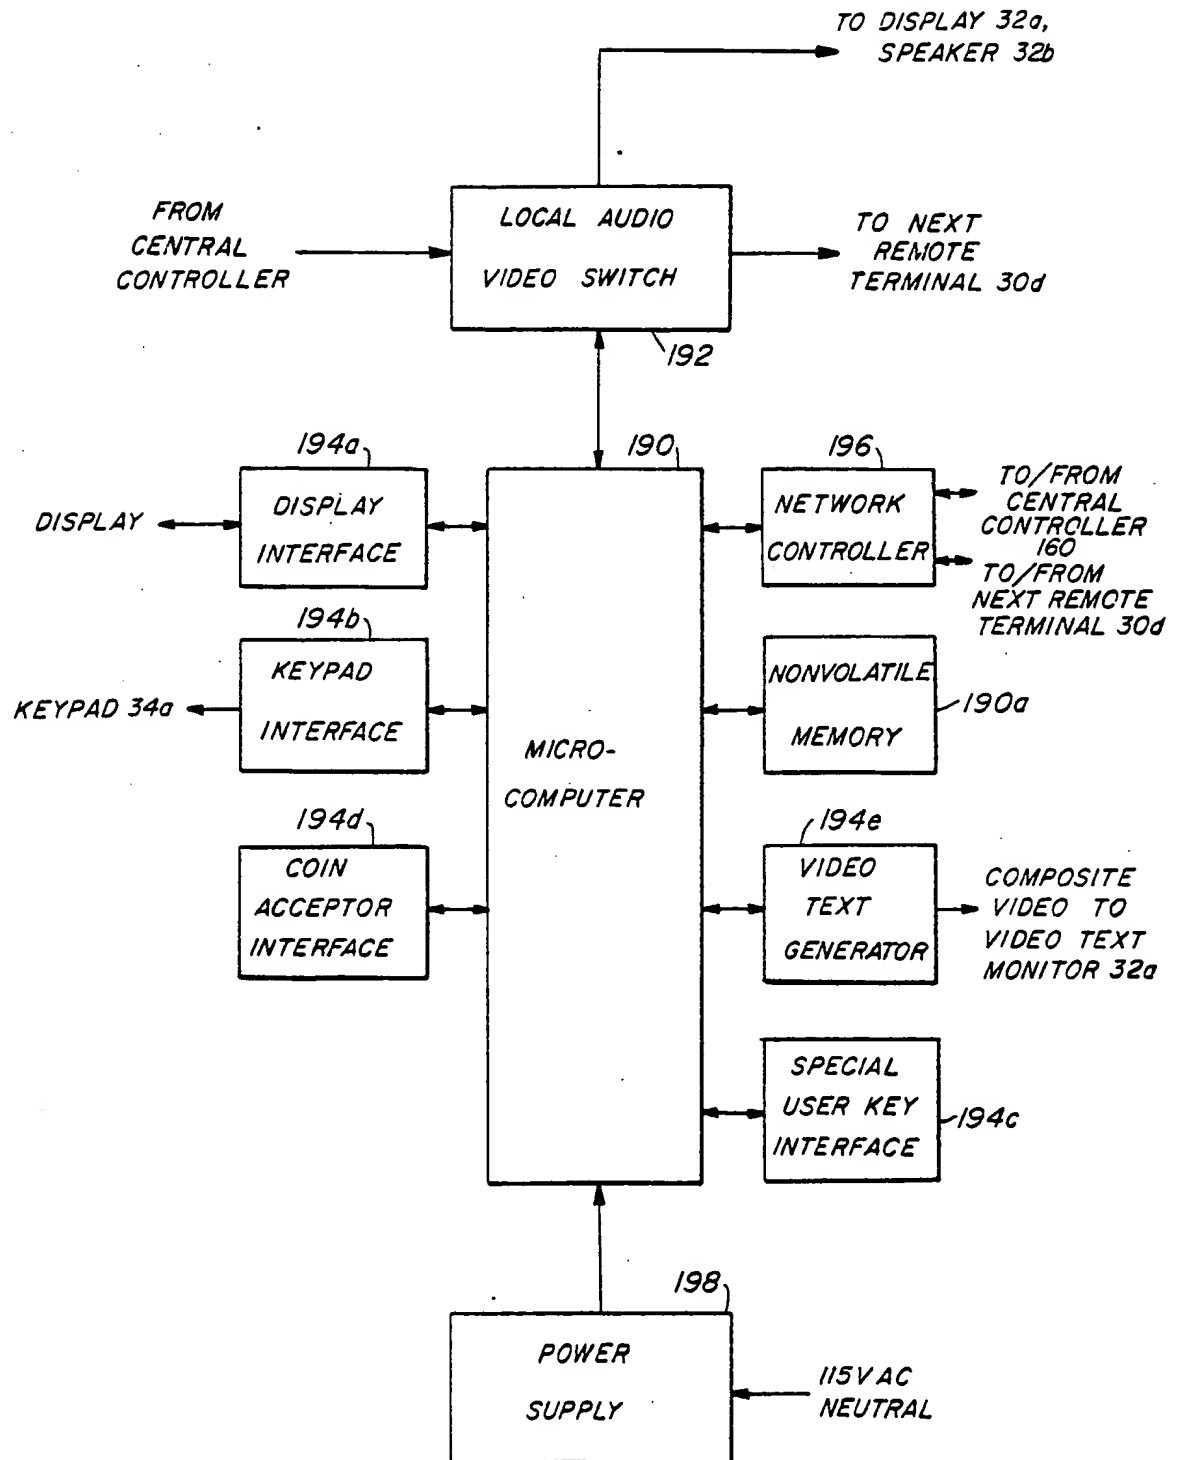 TO DISPLAY 32a,
SPEAKER 32b
FROM
CENTRAL
CONTROLLER
LOCAL AUDIO
VIDEO SWITCH
TO NEXT
REMOTE
TERMINAL 30d
192
194a
190
196
DISPLAY
DISPLAY
INTERFACE
NETWORK
CONTROLLER
TO/FROM
CENTRAL
CONTROLLER
160
TO/FROM
NEXT REMOTE
TERMINAL 30d
194b
KEYPAD 34a
KEYPAD
INTERFACE
MICRO-
COMPUTER
NONVOLATILE
MEMORY
190a
194d
COIN
ACCEPTOR
INTERFACE
194e
VIDEO
TEXT
GENERATOR
COMPOSITE
VIDEO TO
VIDEO TEXT
MONITOR 32a
SPECIAL
USER KEY
INTERFACE
194c
198
POWER
SUPPLY
115VAC
NEUTRAL